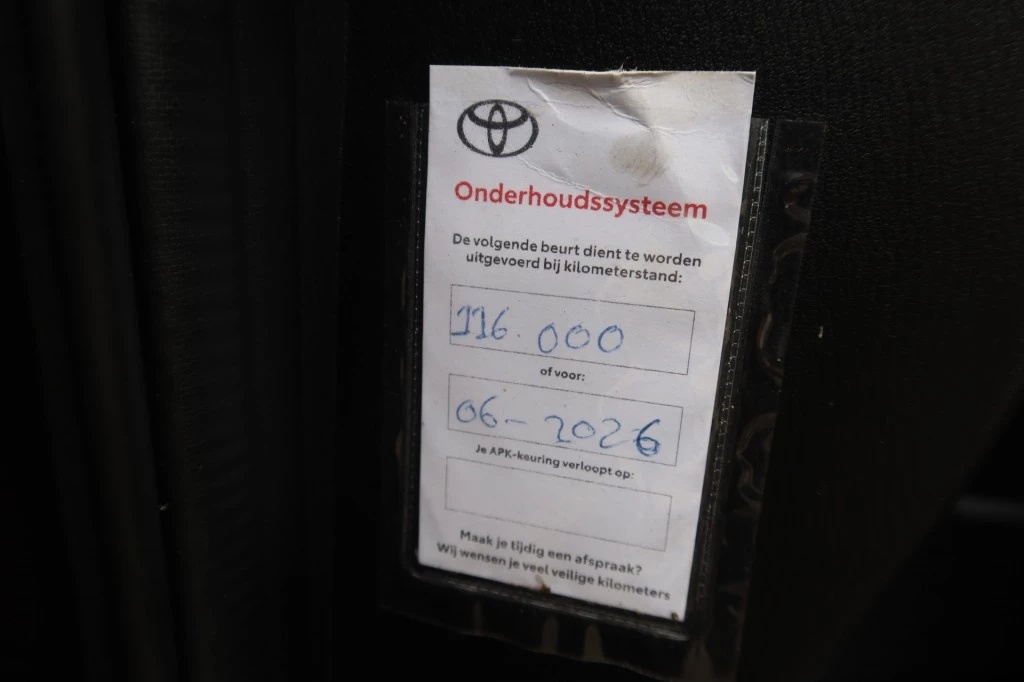 Onderhoudssysteem
De volgende beurt dient te worden
uitgevoerd bij kilometerstand:
116.000
of voor:
06-2026
Je APK-keuring verloopt op:
Maak je tijdig een afspraak?
Wij wensen je veel veilige kilometers